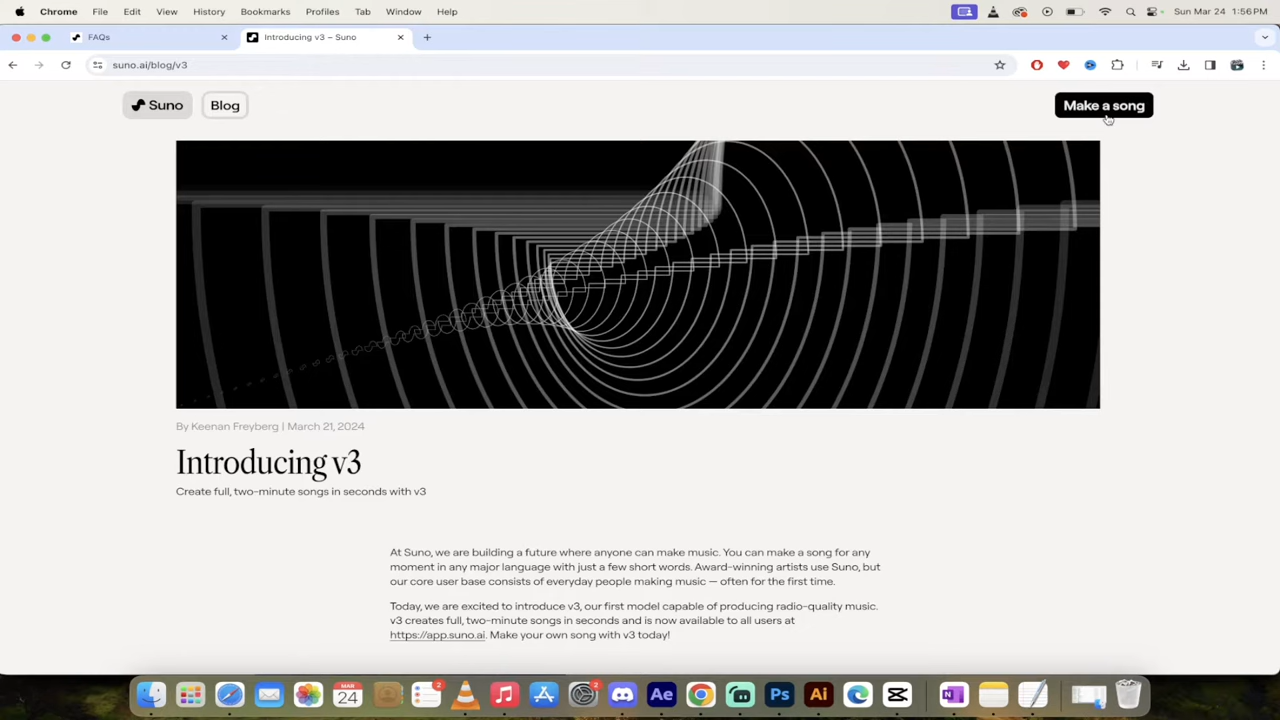 Chrome File Edit View History Bookmarks Profiles Tab Window Help Sun Mar 24 1:56 PM
FAQs Introducing v3 – Suno
suno.ai/blog/v3
Suno Blog Make a song
By Keenan Freyberg | March 21, 2024
Introducing v3
Create full, two-minute songs in seconds with v3
At Suno, we are building a future where anyone can make music. You can make a song for any
moment in any major language with just a few short words. Award-winning artists use Suno, but
our core user base consists of everyday people making music — often for the first time.
Today, we are excited to introduce v3, our first model capable of producing radio-quality music.
v3 creates full, two-minute songs in seconds and is now available to all users at
https://app.suno.ai. Make your own song with v3 today!
MAR
24 2 2 Ae Ps Ai N